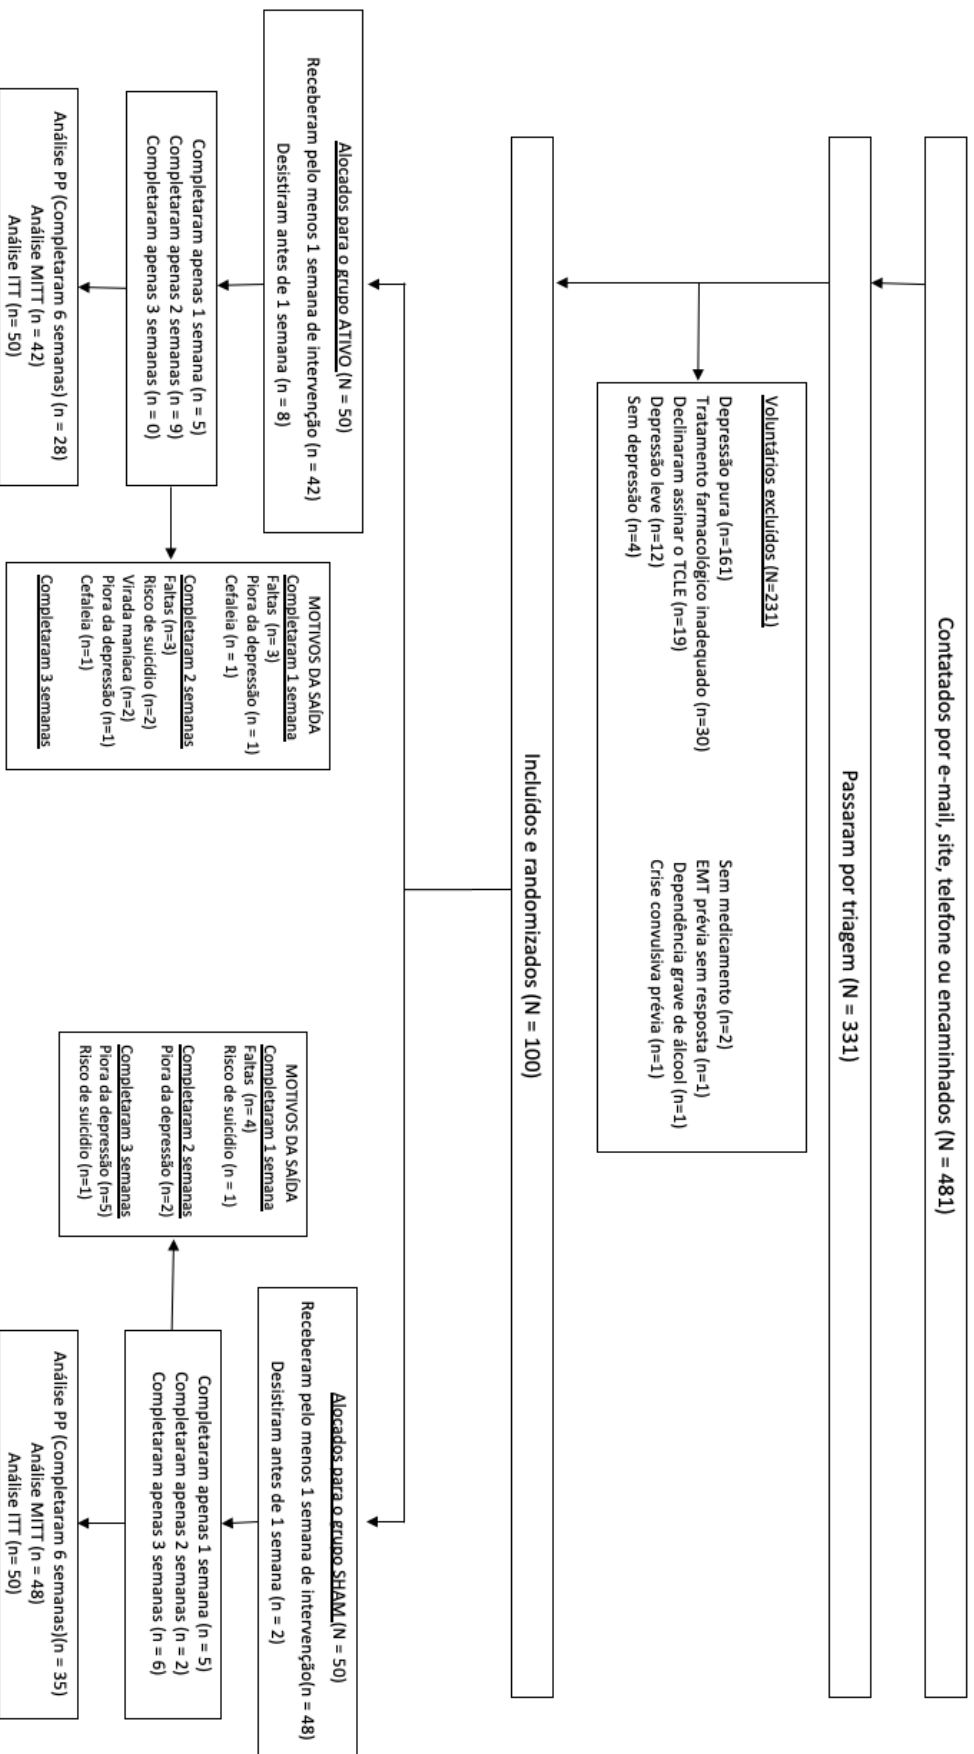 Contatados por e-mail, site, telefone ou encaminhados (N = 481)
Passaram por triagem (N = 331)
Voluntários excluídos (N=231)
Depressão pura (n=161)
Tratamento farmacológico inadequado (n=30)
Declinaram assinar o TCLE (n=19)
Depressão leve (n=12)
Sem depressão (n=4)
Sem medicamento (n=2)
EMT prévia sem resposta (n=1)
Dependência grave de álcool (n=1)
Crise convulsiva prévia (n=1)
Incluídos e randomizados (N = 100)
Alocados para o grupo ATIVO (N = 50)
Receberam pelo menos 1 semana de intervenção (n = 42)
Desistiram antes de 1 semana (n = 8)
Completaram apenas 1 semana (n = 5)
Completaram apenas 2 semanas (n = 9)
Completaram apenas 3 semanas (n = 0)
MOTIVOS DA SAÍDA
Completaram 1 semana
Faltas (n= 3)
Piora da depressão (n = 1)
Cefaleia (n = 1)
Completaram 2 semanas
Faltas (n=3)
Risco de suicídio (n=2)
Virada maníaca (n=2)
Piora da depressão (n=1)
Cefaleia (n=1)
Completaram 3 semanas
Análise PP (Completaram 6 semanas) (n = 28)
Análise MITT (n = 42)
Análise ITT (n= 50)
Alocados para o grupo SHAM (N = 50)
Receberam pelo menos 1 semana de intervenção(n = 48)
Desistiram antes de 1 semana (n = 2)
Completaram apenas 1 semana (n = 5)
Completaram apenas 2 semanas (n = 2)
Completaram apenas 3 semanas (n = 6)
MOTIVOS DA SAÍDA
Completaram 1 semana
Faltas (n= 4)
Risco de suicídio (n = 1)
Completaram 2 semanas
Piora da depressão (n=2)
Completaram 3 semanas
Piora da depressão (n=5)
Risco de suicídio (n=1)
Análise PP (Completaram 6 semanas)(n = 35)
Análise MITT (n = 48)
Análise ITT (n= 50)